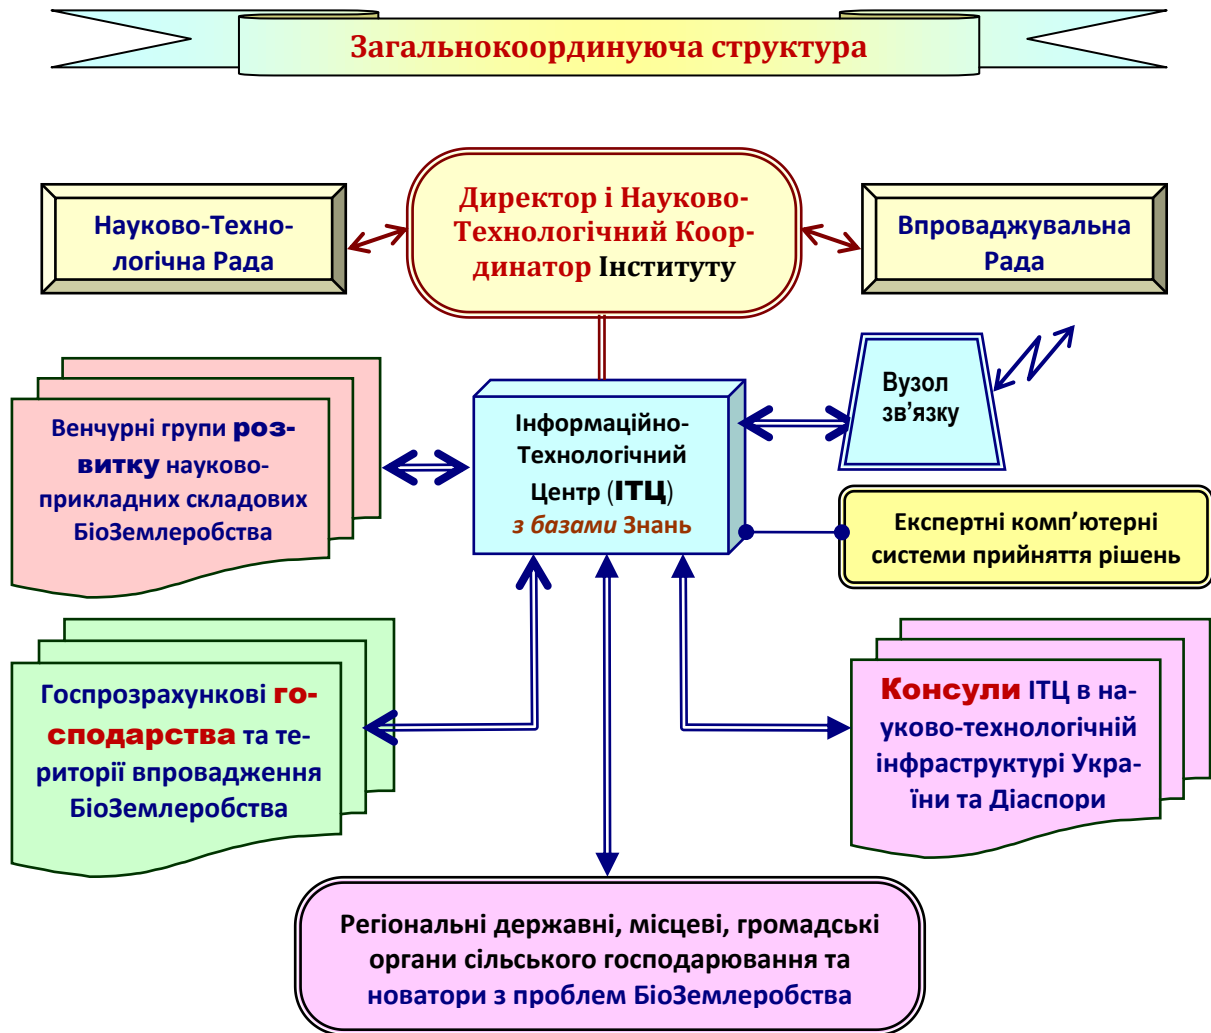 Загальнокоординуюча структура
Науково-Техно-
логічна Рада
Директор і Науково-
Технологічний Коор-
динатор Інституту
Впроваджувальна
Рада
Венчурні групи роз-
витку науково-
прикладних складових
БіоЗемлеробства
Інформаційно-
Технологічний
Центр (ІТЦ)
з базами Знань
Вузол
зв’язку
Експертні комп’ютерні
системи прийняття рішень
Госпрозрахункові го-
сподарства та те-
риторії впровадження
БіоЗемлеробства
Консули ІТЦ в на-
уково-технологічній
інфраструктурі Укра-
їни та Діаспори
Регіональні державні, місцеві, громадські
органи сільського господарювання та
новатори з проблем БіоЗемлеробства